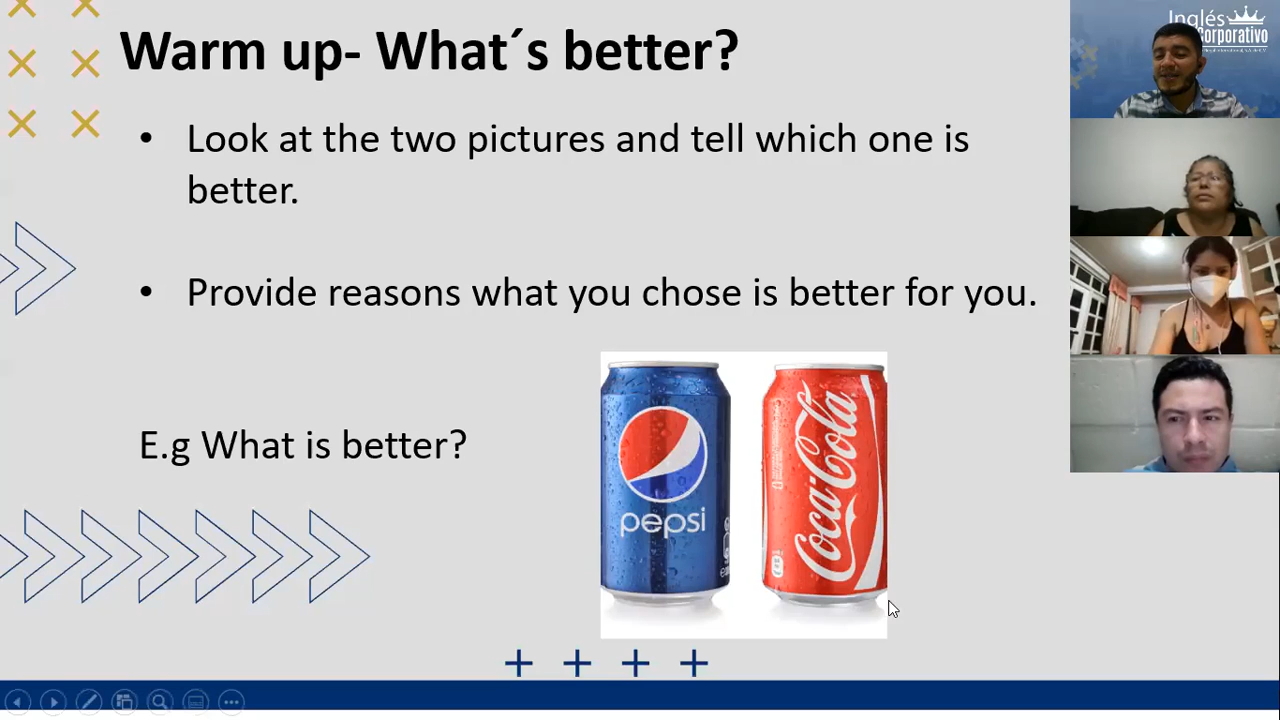 Warm up- What´s better?
• Look at the two pictures and tell which one is
better.
• Provide reasons what you chose is better for you.
E.g What is better?
pepsi
Coca-Cola
Inglés
Corporativo